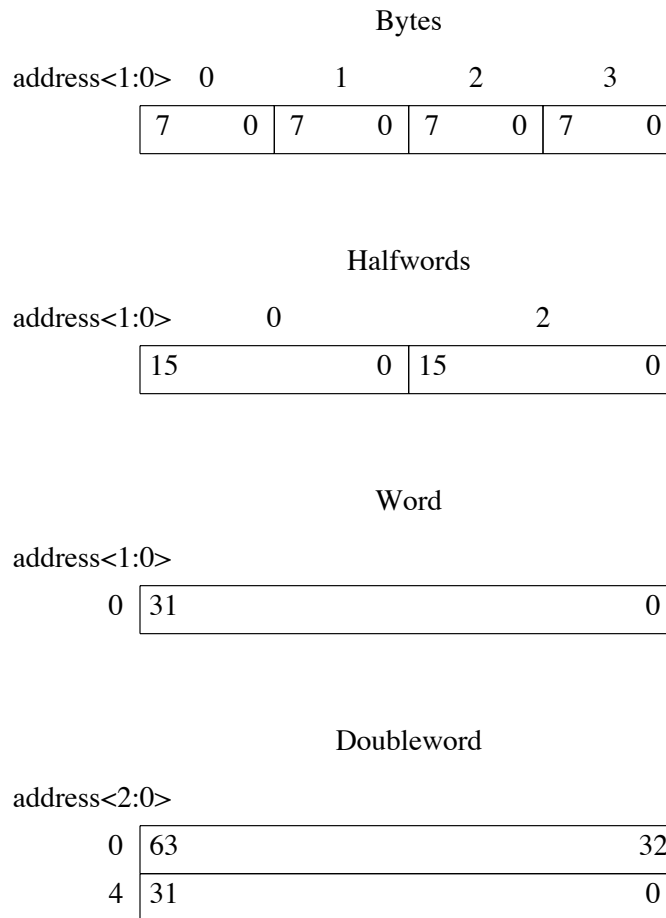 Bytes
address<1:0> 0 1 2 3
7 0 7 0 7 0 7 0
Halfwords
address<1:0> 0 2
15 0 15 0
Word
address<1:0>
0 31 0
Doubleword
address<2:0>
0 63 32
4 31 0